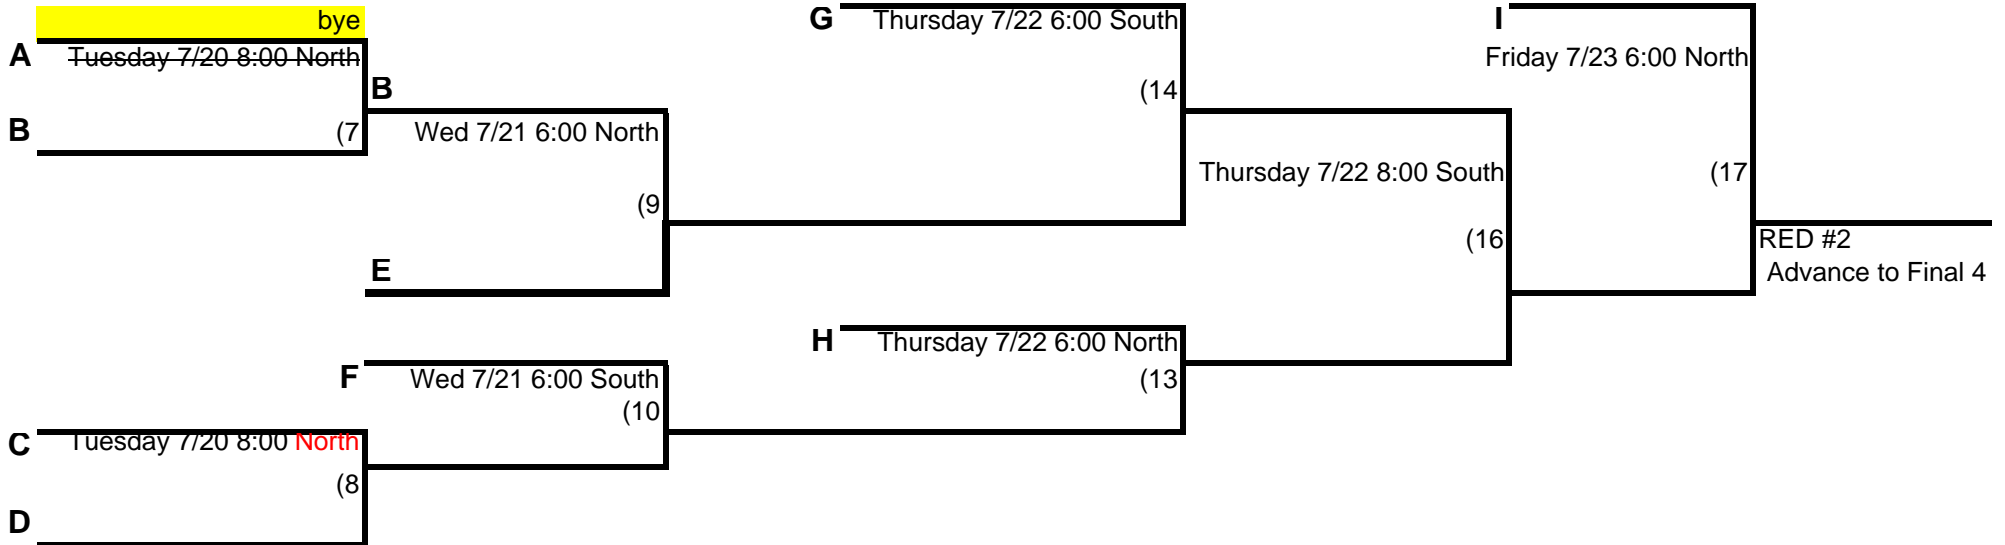 bye
A Tuesday 7/20 8:00 North
B (7
B
Wed 7/21 6:00 North
(9
E
F Wed 7/21 6:00 South
(10
C Tuesday 7/20 8:00 North
(8
D
G Thursday 7/22 6:00 South
(14
Thursday 7/22 8:00 South
(16
H Thursday 7/22 6:00 North
(13
I
Friday 7/23 6:00 North
(17
RED #2
Advance to Final 4